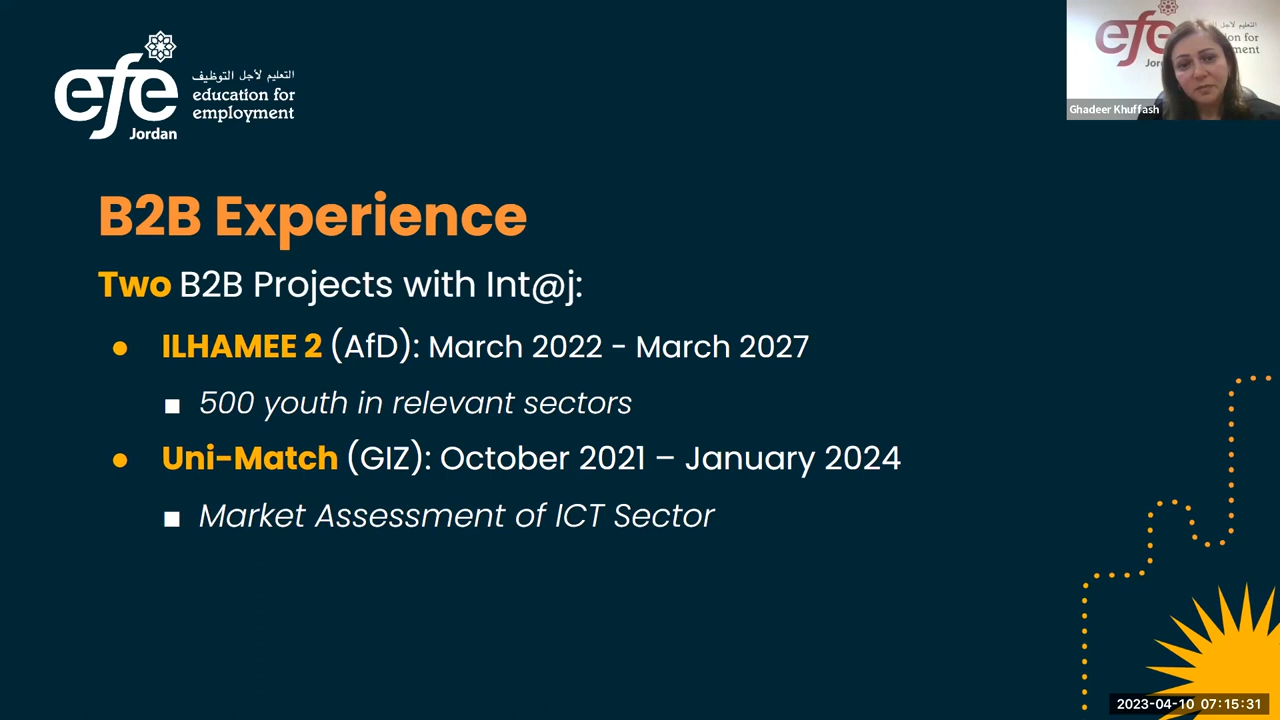 efe
التعليم لأجل التوظيف
education for
employment
Jordan
efe
Ghadeer Khuffash
B2B Experience
Two B2B Projects with Int@j:
● ILHAMEE 2 (AfD): March 2022 - March 2027
■ 500 youth in relevant sectors
● Uni-Match (GIZ): October 2021 – January 2024
■ Market Assessment of ICT Sector
2023-04-10 07:15:31